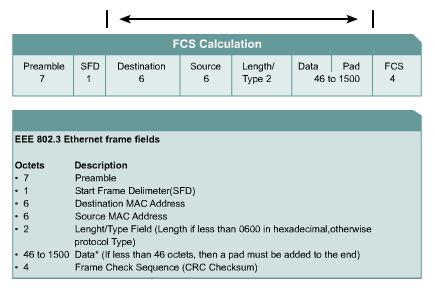 FCS Calculation
Preamble SFD Destination Source Length/ Data Pad FCS
7 1 6 6 Type 2 46 to 1500 4
EEE 802.3 Ethernet frame fields
Octets Description
• 7 Preamble
• 1 Start Frame Delimeter(SFD)
• 6 Destination MAC Address
• 6 Source MAC Address
• 2 Lenght/Type Field (Length if less than 0600 in hexadecimal,otherwise
protocol Type)
• 46 to 1500 Data* (If less than 46 octets, then a pad must be added to the end)
• 4 Frame Check Sequence (CRC Checksum)